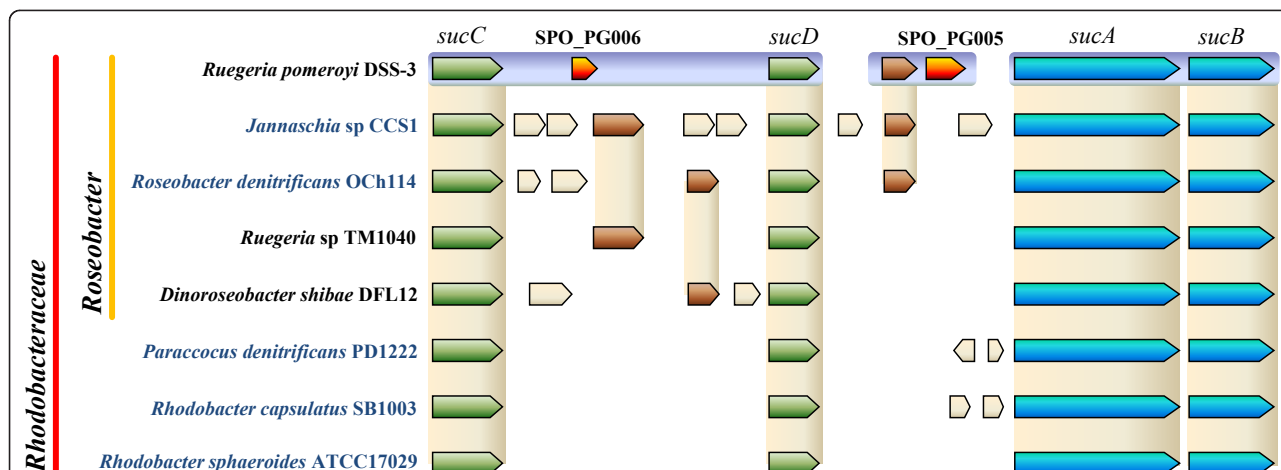 sucC SPO_PG006 sucD SPO_PG005 sucA sucB
Ruegeria pomeroyi DSS-3
Jannaschia sp CCS1
Roseobacter denitrificans OCh114
Ruegeria sp TM1040
Dinoroseobacter shibae DFL12
Paraccocus denitrificans PD1222
Rhodobacter capsulatus SB1003
Rhodobacter sphaeroides ATCC17029
Roseobacter
Rhodobacteraceae